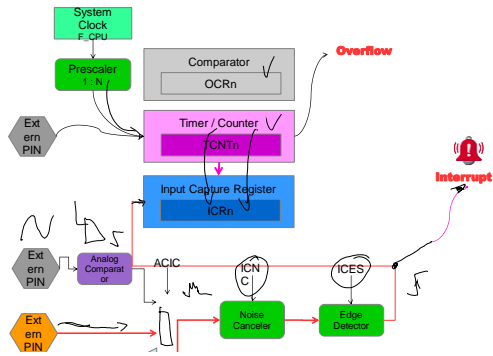 System
Clock
F_CPU
Prescaler
1 : N
Comparator
OCRn
Overflow
Ext
ern
PIN
Timer / Counter
TCNTn
Input Capture Register
ICRn
Interrupt
Ext
ern
PIN
Analog
Comparat
or
ACIC
ICN
C
ICES
Ext
ern
PIN
Noise
Canceler
Edge
Detector